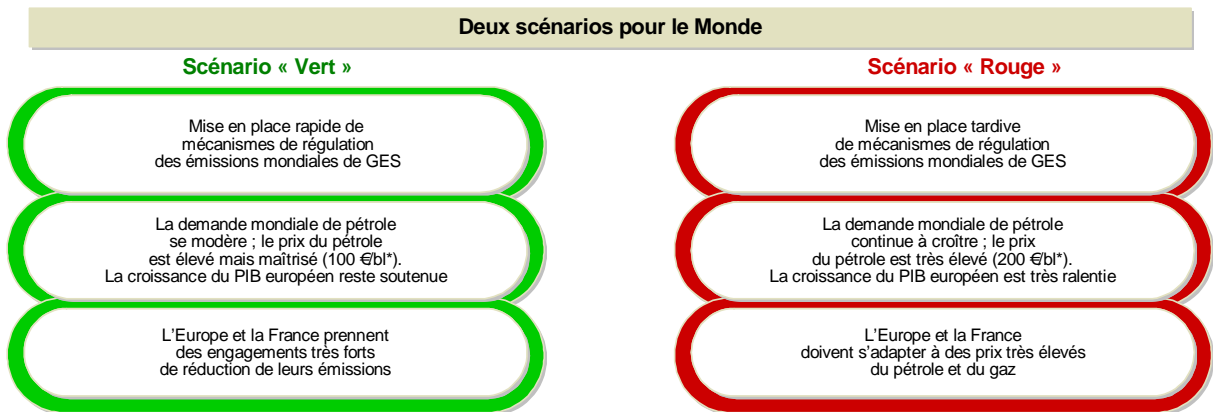 Deux scénarios pour le Monde
Scénario « Vert »
Mise en place rapide de
mécanismes de régulation
des émissions mondiales de GES
La demande mondiale de pétrole
se modère ; le prix du pétrole
est élevé mais maîtrisé (100 €/bl*).
La croissance du PIB européen reste soutenue
L'Europe et la France prennent
des engagements très forts
de réduction de leurs émissions
Scénario « Rouge »
Mise en place tardive
de mécanismes de régulation
des émissions mondiales de GES
La demande mondiale de pétrole
continue à croître ; le prix
du pétrole est très élevé (200 €/bl*).
La croissance du PIB européen est très ralentie
L'Europe et la France
doivent s'adapter à des prix très élevés
du pétrole et du gaz